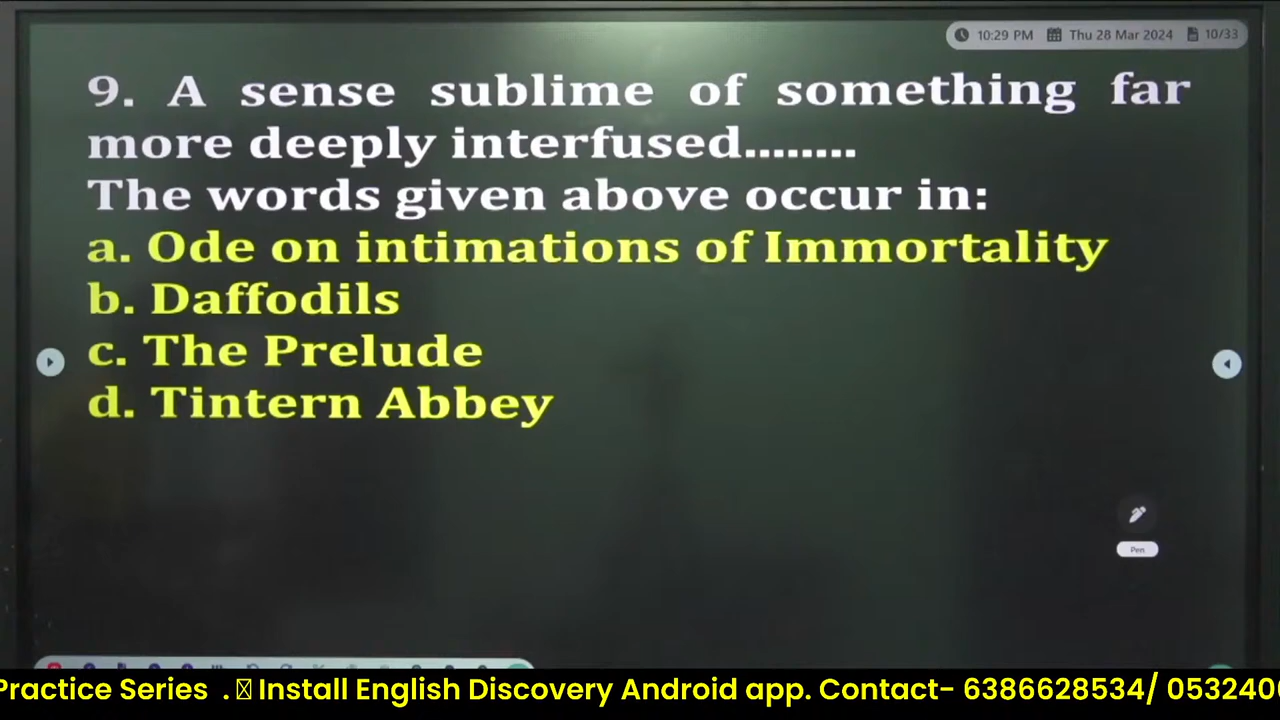 10:29 PM Thu 28 Mar 2024 10/33
9. A sense sublime of something far
more deeply interfused........
The words given above occur in:
a. Ode on intimations of Immortality
b. Daffodils
c. The Prelude
d. Tintern Abbey
Pen
Practice Series . Install English Discovery Android app. Contact- 6386628534/ 053240